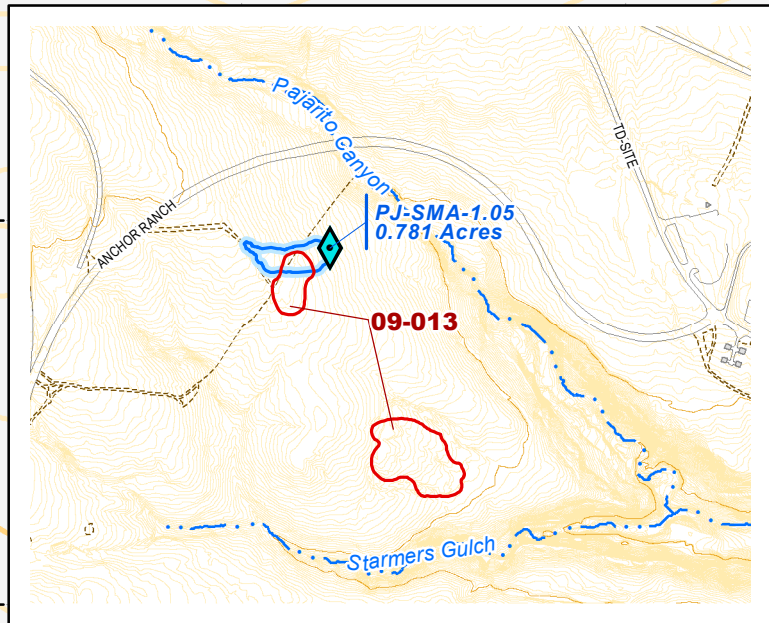 Pajarito Canyon
TD-SITE
ANCHOR RANCH
PJ-SMA-1.05
0.781 Acres
09-013
Starmers Gulch